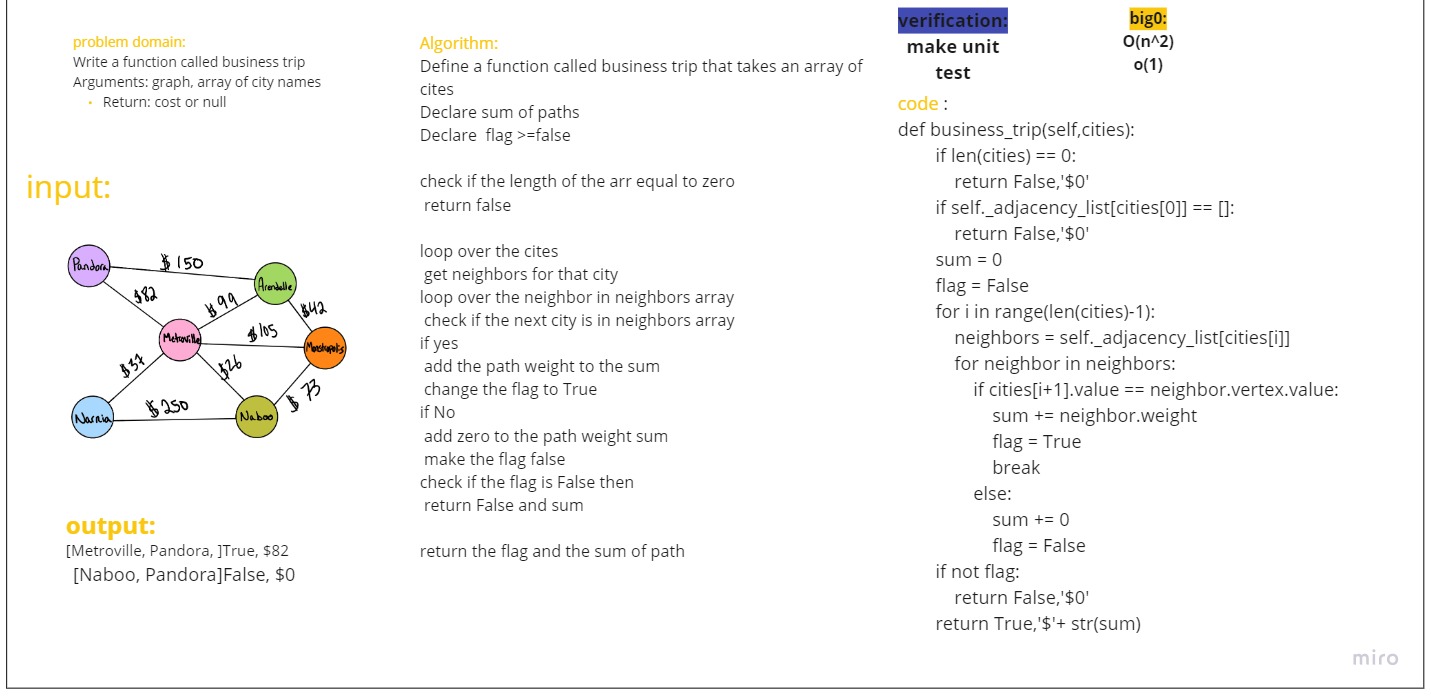 problem domain:
Write a function called business trip
Arguments: graph, array of city names
• Return: cost or null
input:
Pandora
$150
Arendelle
$82
$99
$42
Metroville
$105
Monstropolis
$37
$26
$73
Narnia
$250
Naboo
output:
[Metroville, Pandora, ]True, $82
[Naboo, Pandora]False, $0
Algorithm:
Define a function called business trip that takes an array of
cites
Declare sum of paths
Declare  flag >=false
check if the length of the arr equal to zero
return false
loop over the cites
get neighbors for that city
loop over the neighbor in neighbors array
check if the next city is in neighbors array
if yes
add the path weight to the sum
change the flag to True
if No
add zero to the path weight sum
make the flag false
check if the flag is False then
return False and sum
return the flag and the sum of path
verification:
make unit
test
big0:
O(n^2)
o(1)
code :
def business_trip(self,cities):
if len(cities) == 0:
return False,'$0'
if self._adjacency_list[cities[0]] == []:
return False,'$0'
sum = 0
flag = False
for i in range(len(cities)-1):
neighbors = self._adjacency_list[cities[i]]
for neighbor in neighbors:
if cities[i+1].value == neighbor.vertex.value:
sum += neighbor.weight
flag = True
break
else:
sum += 0
flag = False
if not flag:
return False,'$0'
return True,'$'+ str(sum)
miro